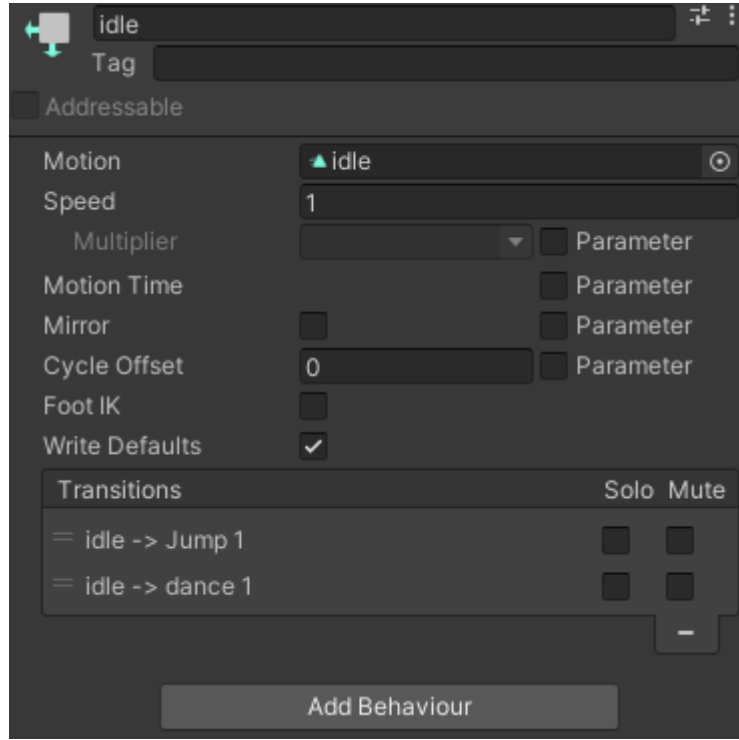 idle
Tag
Addressable
Motion idle
Speed 1
Multiplier Parameter
Motion Time Parameter
Mirror Parameter
Cycle Offset 0 Parameter
Foot IK
Write Defaults
Transitions Solo Mute
idle -> Jump 1
idle -> dance 1
Add Behaviour